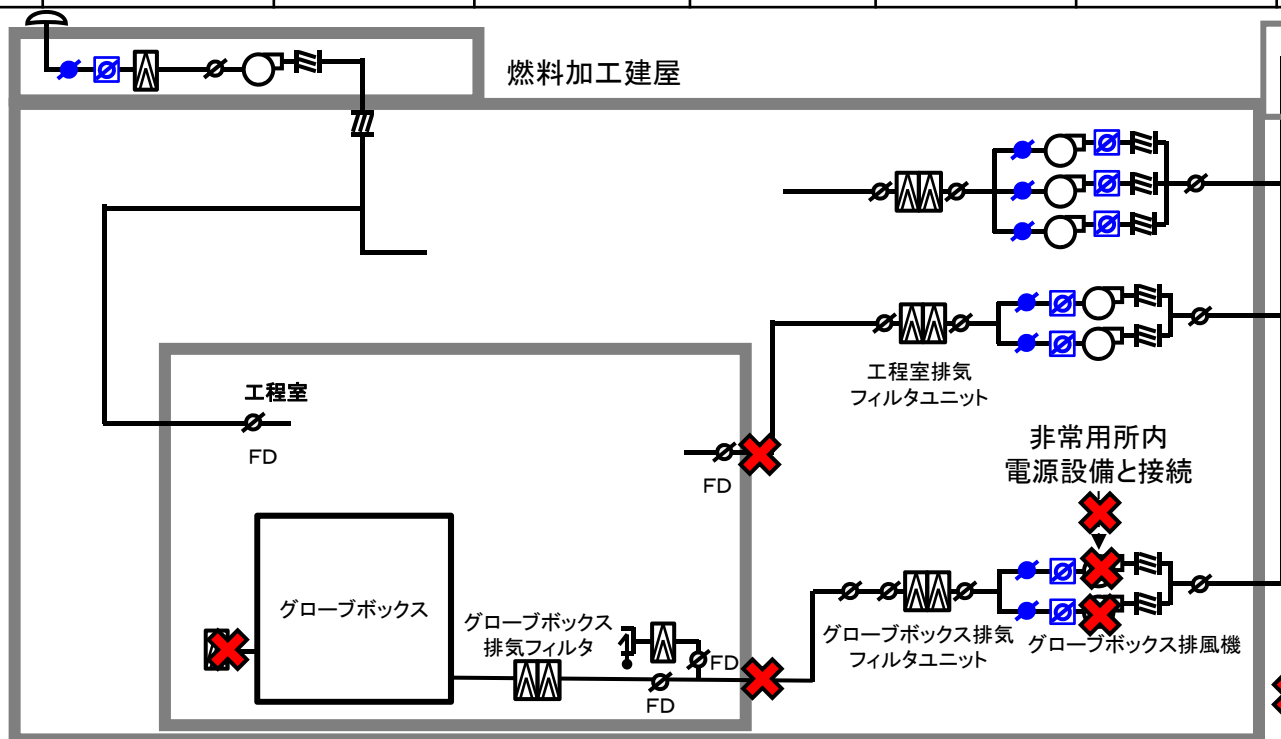 燃料加工建屋
工程室
FD
FD
工程室排気
フィルタユニット
非常用所内
電源設備と接続
グローブボックス
グローブボックス
排気フィルタ
FD
FD
グローブボックス排気
フィルタユニット
グローブボックス排風機